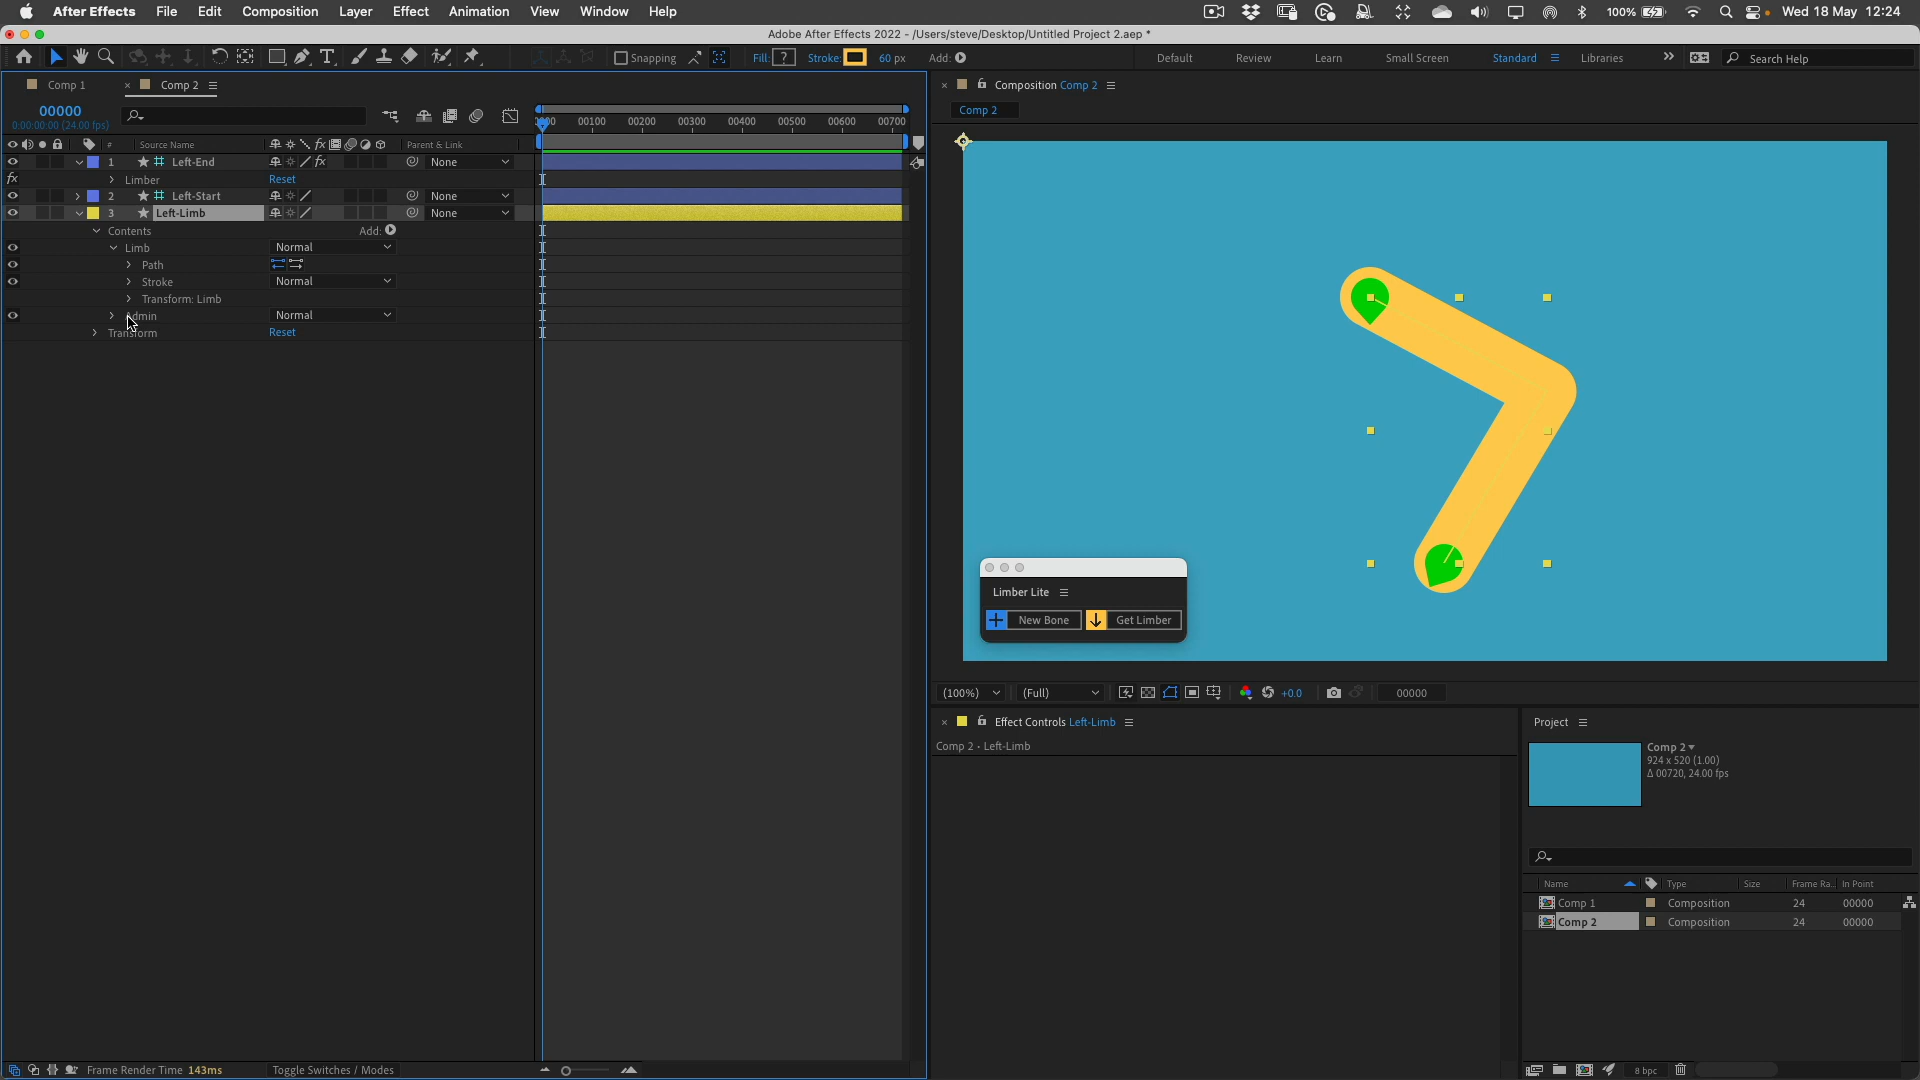 After Effects File Edit Composition Layer Effect Animation View Window Help 100% Wed 18 May 12:24
Adobe After Effects 2022 - /Users/steve/Desktop/Untitled Project 2.aep *
Snapping Fill: ? Stroke: 60 px Add: Default Review Learn Small Screen Standard Libraries Search Help
Comp 1 × Comp 2
00000
0:00:00:00 (24.00 fps)
00100 00200 00300 00400 00500 00600 00700
# Source Name fx Parent & Link
1 Left-End fx None
fx Limber Reset
2 Left-Start None
3 Left-Limb None
Contents Add:
Limb Normal
Path
Stroke Normal
Transform: Limb
Admin Normal
Transform Reset
Frame Render Time 143ms Toggle Switches / Modes
× Composition Comp 2
Comp 2
Limber Lite
New Bone Get Limber
(100%) (Full) +0.0 00000
× Effect Controls Left-Limb
Comp 2 • Left-Limb
Project
Comp 2
924 x 520 (1.00)
Δ 00720, 24.00 fps
Name Type Size Frame Ra.. In Point
Comp 1 Composition 24 00000
Comp 2 Composition 24 00000
8 bpc